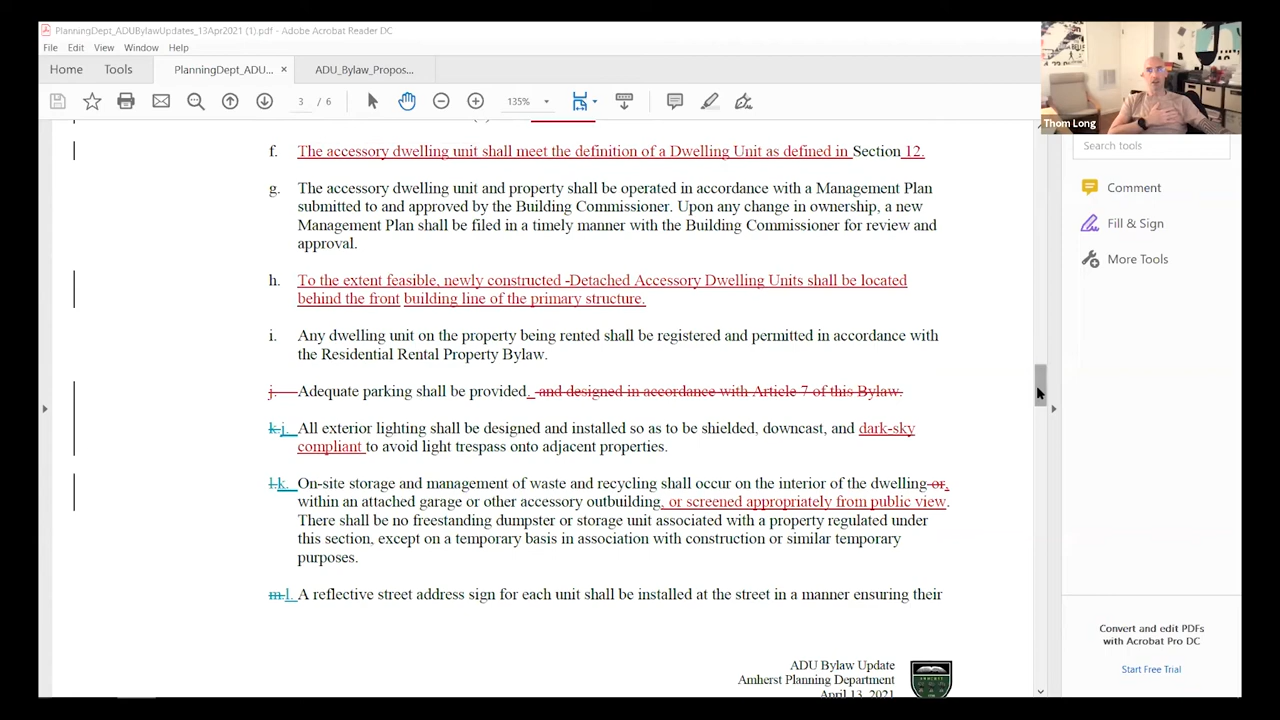 PlanningDept_ADUBylawUpdates_13Apr2021 (1).pdf - Adobe Acrobat Reader DC
File Edit View Window Help
Home Tools PlanningDept_ADU... × ADU_Bylaw_Propos...
3 / 6 135%
Thom Long
Search tools
Comment
Fill & Sign
More Tools
f. The accessory dwelling unit shall meet the definition of a Dwelling Unit as defined in Section 12.
g. The accessory dwelling unit and property shall be operated in accordance with a Management Plan
submitted to and approved by the Building Commissioner. Upon any change in ownership, a new
Management Plan shall be filed in a timely manner with the Building Commissioner for review and
approval.
h. To the extent feasible, newly constructed -Detached Accessory Dwelling Units shall be located
behind the front building line of the primary structure.
i. Any dwelling unit on the property being rented shall be registered and permitted in accordance with
the Residential Rental Property Bylaw.
j. Adequate parking shall be provided. and designed in accordance with Article 7 of this Bylaw.
k.j. All exterior lighting shall be designed and installed so as to be shielded, downcast, and dark-sky
compliant to avoid light trespass onto adjacent properties.
l.k. On-site storage and management of waste and recycling shall occur on the interior of the dwelling or,
within an attached garage or other accessory outbuilding, or screened appropriately from public view.
There shall be no freestanding dumpster or storage unit associated with a property regulated under
this section, except on a temporary basis in association with construction or similar temporary
purposes.
m.l. A reflective street address sign for each unit shall be installed at the street in a manner ensuring their
ADU Bylaw Update
Amherst Planning Department
April 13, 2021
Convert and edit PDFs
with Acrobat Pro DC
Start Free Trial